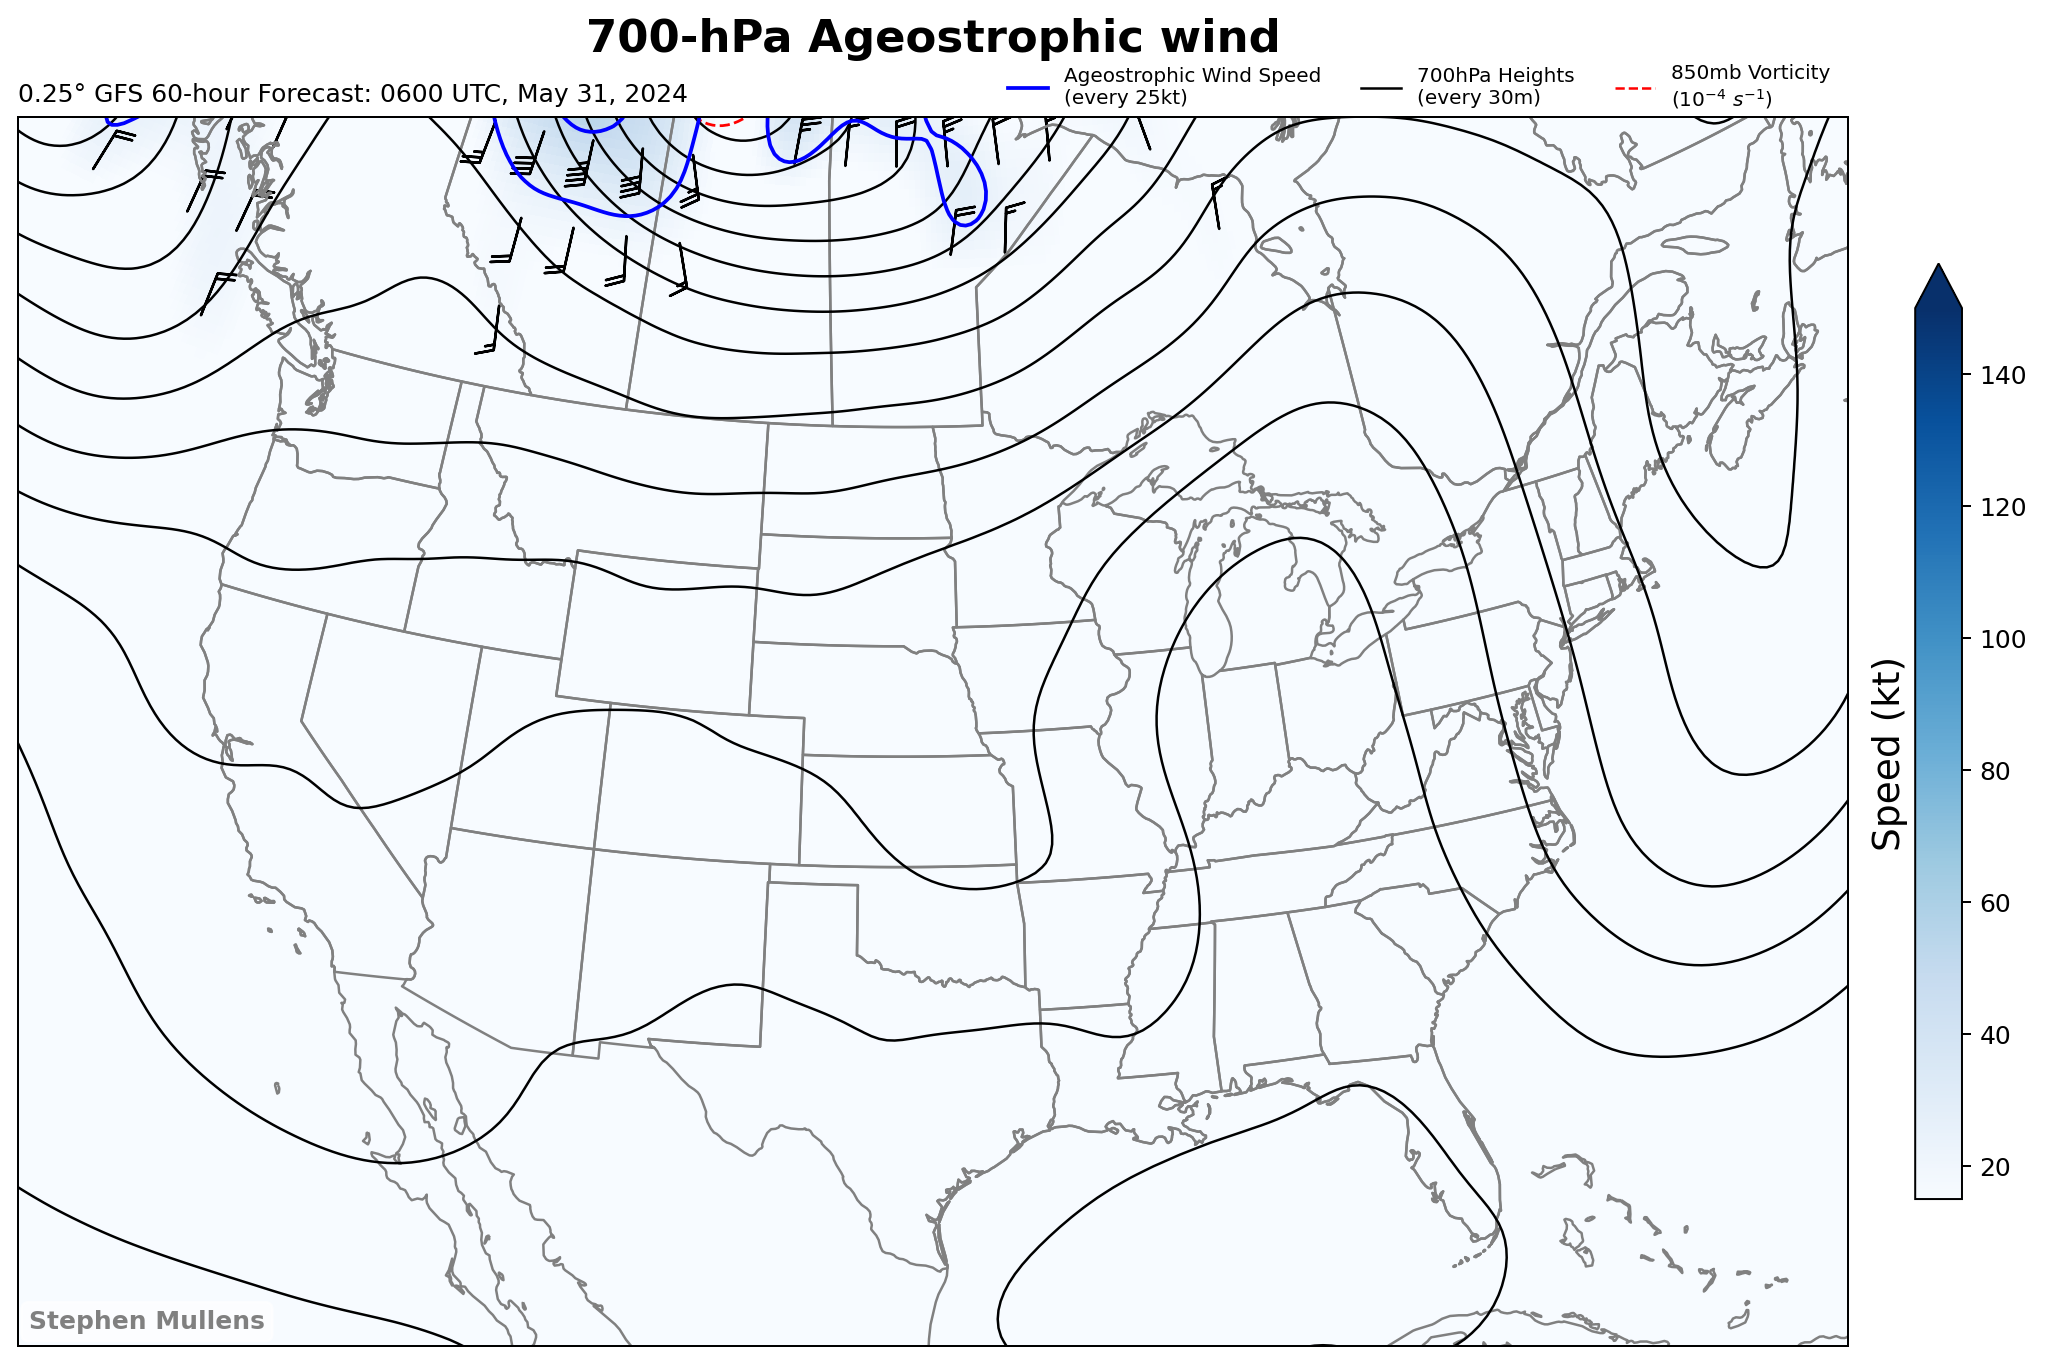 700-hPa Ageostrophic wind
0.25° GFS 60-hour Forecast: 0600 UTC, May 31, 2024
Ageostrophic Wind Speed
(every 25kt)
700hPa Heights
(every 30m)
850mb Vorticity
(10⁻⁴ s⁻¹)
140
120
100
80
60
40
20
Speed (kt)
Stephen Mullens